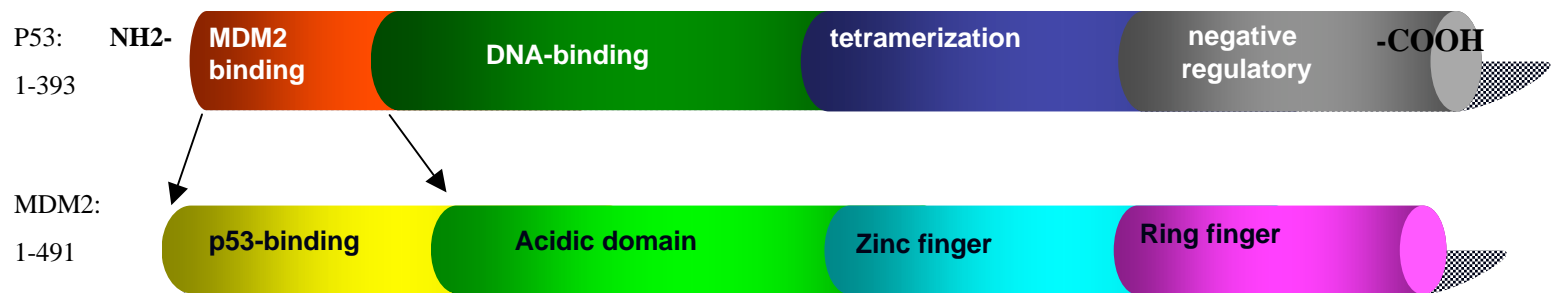 P53: NH2- MDM2 binding DNA-binding tetramerization negative regulatory -COOH
1-393
MDM2: p53-binding Acidic domain Zinc finger Ring finger
1-491